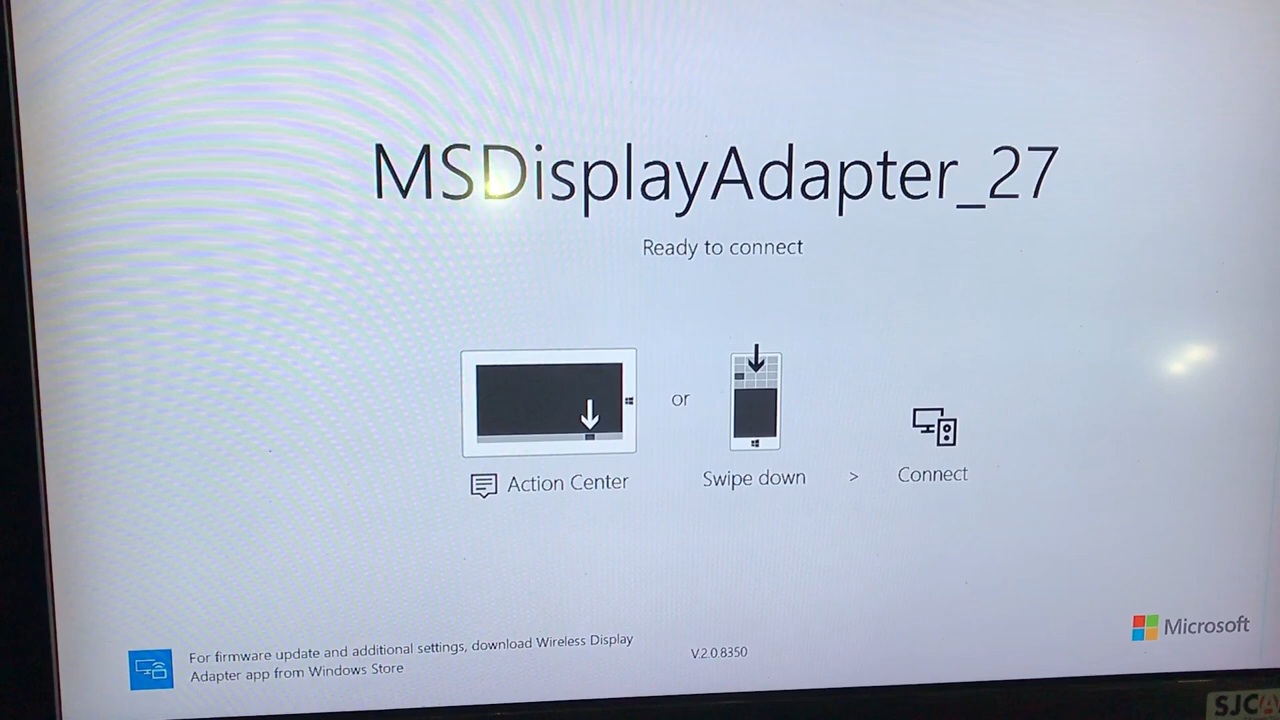 MSDisplayAdapter_27
Ready to connect
or
Action Center
Swipe down
>
Connect
Microsoft
For firmware update and additional settings, download Wireless Display
Adapter app from Windows Store
V.2.0.8350